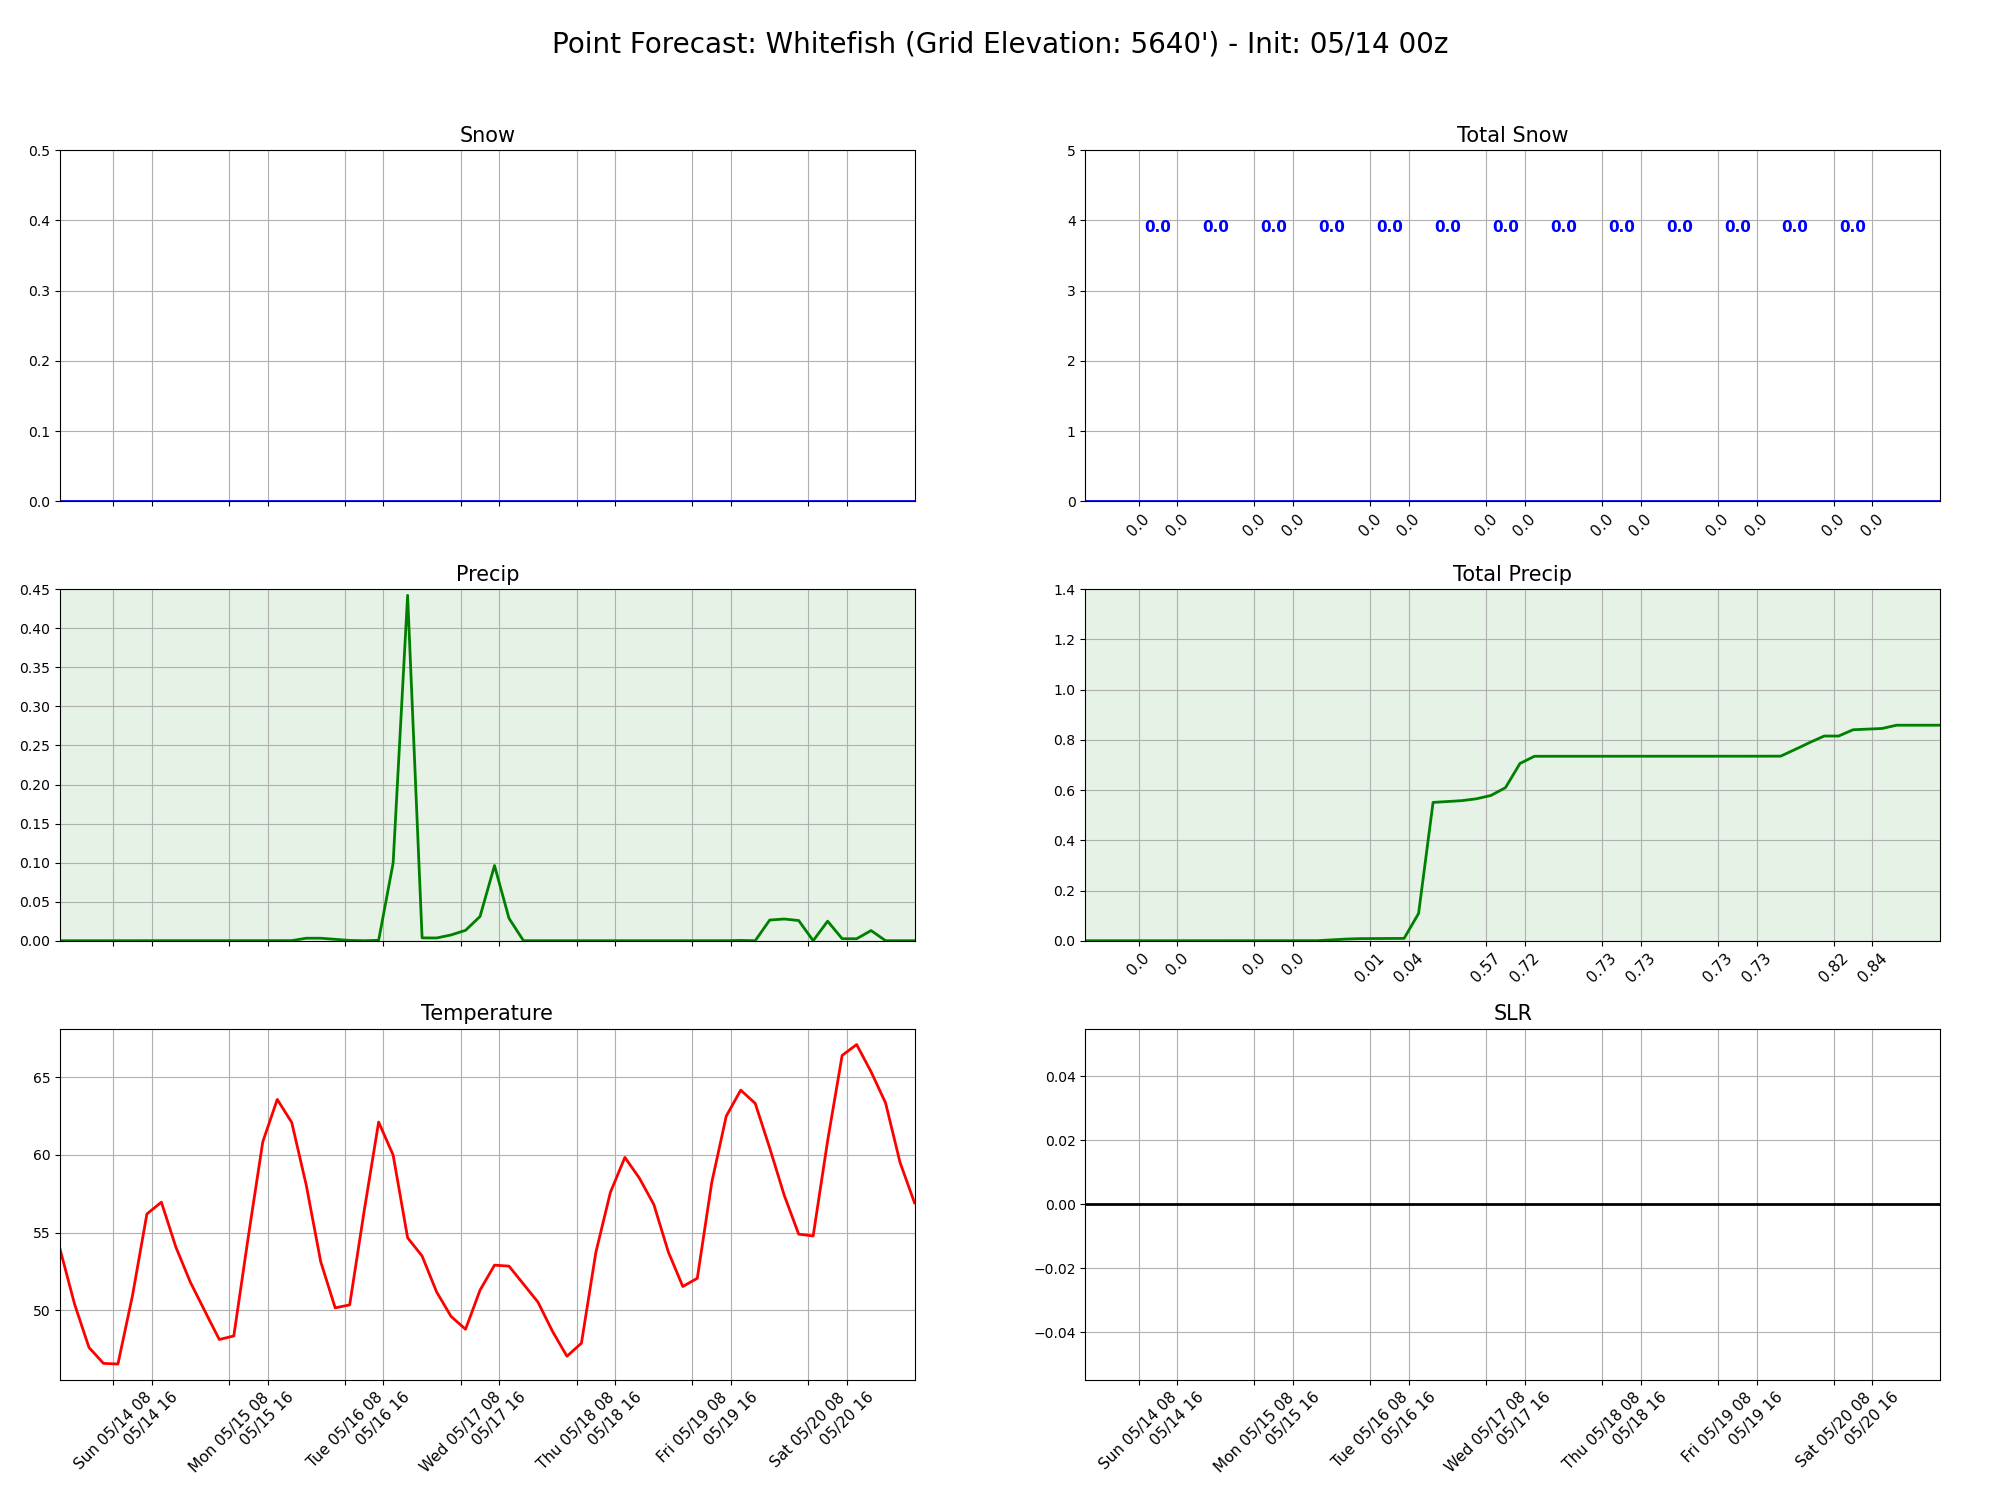 Point Forecast: Whitefish (Grid Elevation: 5640') - Init: 05/14 00z
Snow
0.5
0.4
0.3
0.2
0.1
0.0
Total Snow
5
4
3
2
1
0
0.0 0.0 0.0 0.0 0.0 0.0 0.0 0.0 0.0 0.0 0.0 0.0 0.0
0.0 0.0 0.0 0.0 0.0 0.0 0.0 0.0 0.0 0.0 0.0 0.0 0.0 0.0
Precip
0.45
0.40
0.35
0.30
0.25
0.20
0.15
0.10
0.05
0.00
Total Precip
1.4
1.2
1.0
0.8
0.6
0.4
0.2
0.0
0.0 0.0 0.0 0.0 0.01 0.04 0.57 0.72 0.73 0.73 0.73 0.73 0.82 0.84
Temperature
65
60
55
50
Sun 05/14 08
05/14 16
Mon 05/15 08
05/15 16
Tue 05/16 08
05/16 16
Wed 05/17 08
05/17 16
Thu 05/18 08
05/18 16
Fri 05/19 08
05/19 16
Sat 05/20 08
05/20 16
SLR
0.04
0.02
0.00
−0.02
−0.04
Sun 05/14 08
05/14 16
Mon 05/15 08
05/15 16
Tue 05/16 08
05/16 16
Wed 05/17 08
05/17 16
Thu 05/18 08
05/18 16
Fri 05/19 08
05/19 16
Sat 05/20 08
05/20 16